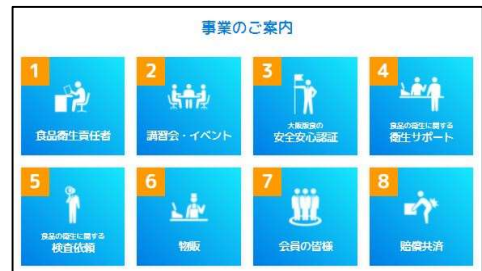 事業のご案内
1
食品衛生責任者
2
講習会・イベント
3
大阪版食の
安全安心認証
4
食品の衛生に関する
衛生サポート
5
食品の衛生に関する
検査依頼
6
物販
7
会員の皆様
8
賠償共済